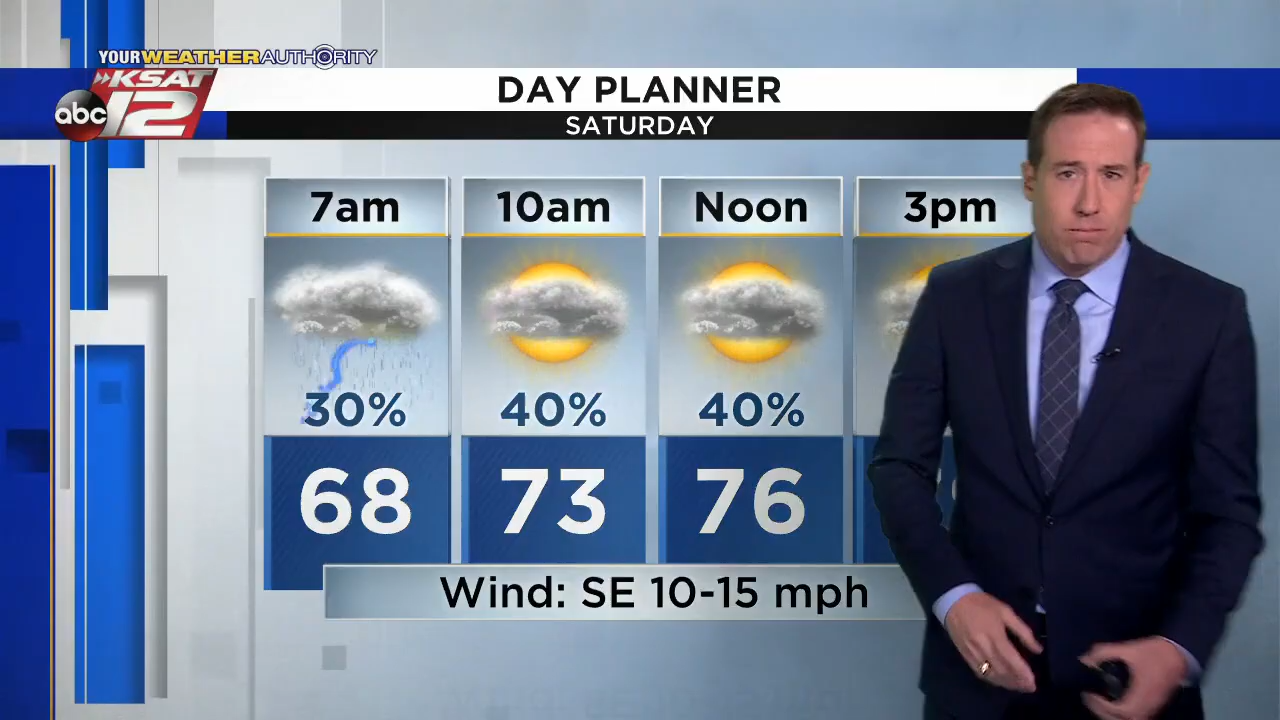 YOURWEATHERAUTHORITY
KSAT
abc 12
DAY PLANNER
SATURDAY
7am 10am Noon 3pm
30% 40% 40%
68 73 76
Wind: SE 10-15 mph